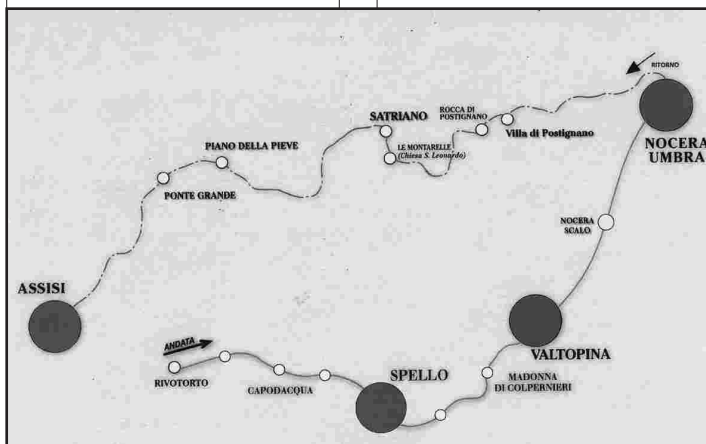 RITORNO
NOCERA
UMBRA
ROCCA DI
POSTIGNANO
Villa di Postignano
SATRIANO
LE MONTARELLE
(Chiesa S. Leonardo)
PIANO DELLA PIEVE
PONTE GRANDE
NOCERA
SCALO
ASSISI
ANDATA
RIVOTORTO
CAPODACQUA
SPELLO
VALTOPINA
MADONNA
DI COLPERNIERI